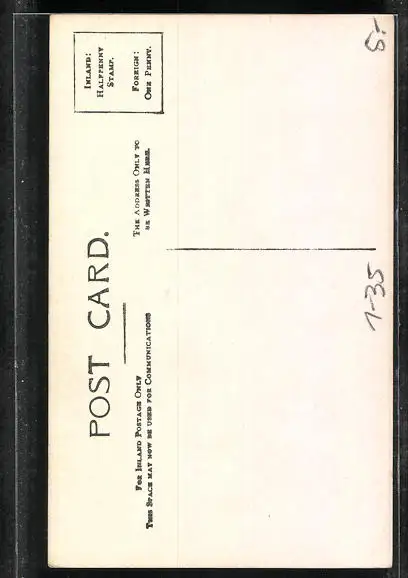 POST CARD.
FOR INLAND POSTAGE ONLY
THIS SPACE MAY NOW BE USED FOR COMMUNICATIONS
THE ADDRESS ONLY TO
BE WRITTEN HERE.
INLAND:
HALFPENNY
STAMP.
FOREIGN:
ONE PENNY.
1-35
8-